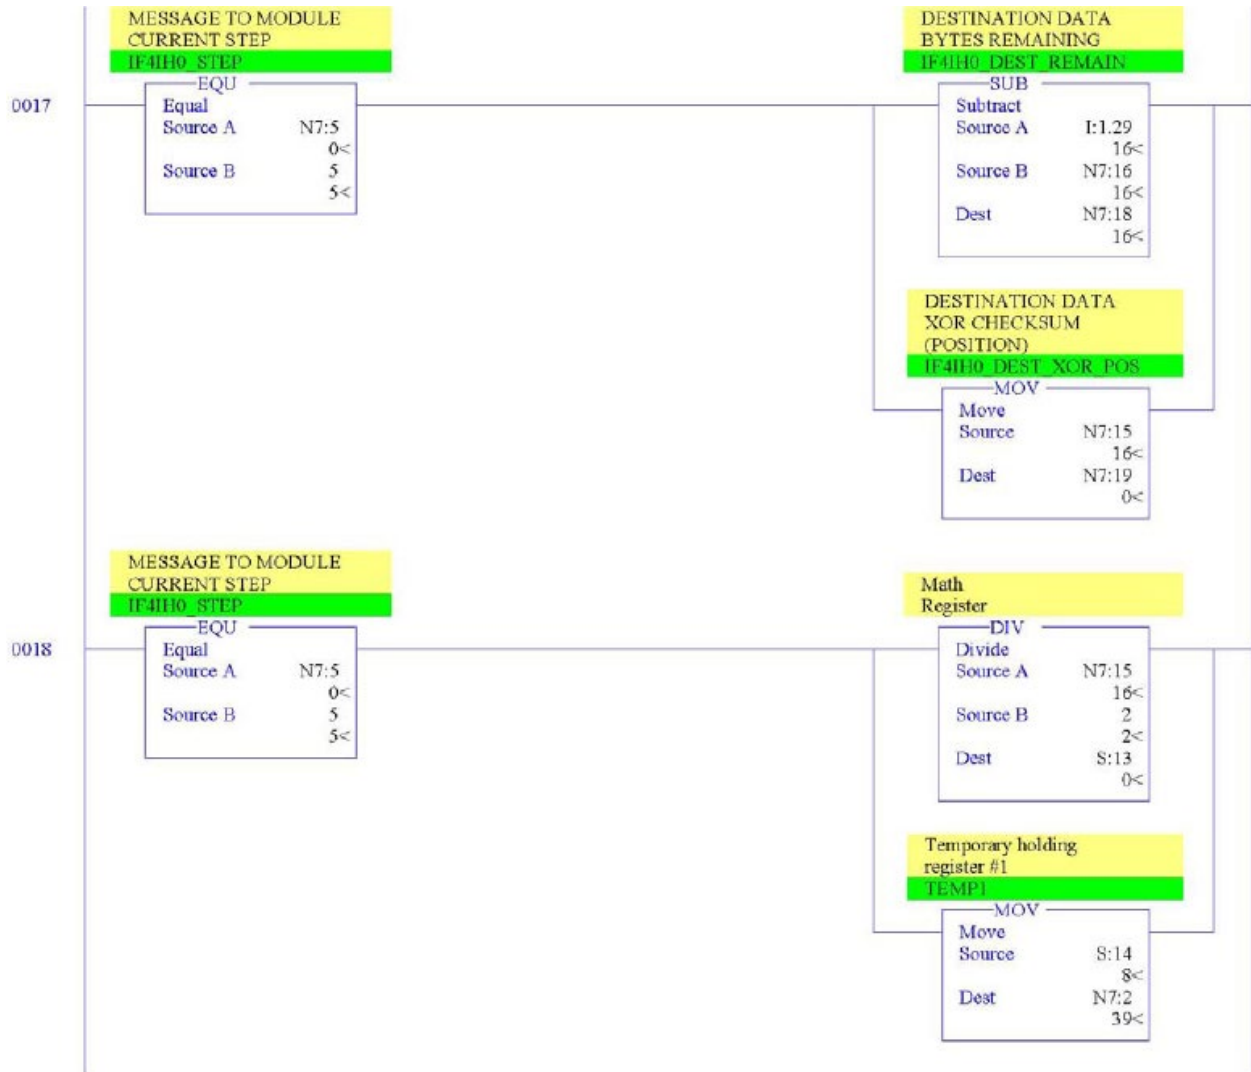 MESSAGE TO MODULE
CURRENT STEP
IF4IH0_STEP
EQU
0017
Equal
Source A N7:5
0<
Source B 5
5<
DESTINATION DATA
BYTES REMAINING
IF4IH0_DEST_REMAIN
SUB
Subtract
Source A I:1.29
16<
Source B N7:16
16<
Dest N7:18
16<
DESTINATION DATA
XOR CHECKSUM
(POSITION)
IF4IH0_DEST_XOR_POS
MOV
Move
Source N7:15
16<
Dest N7:19
0<
MESSAGE TO MODULE
CURRENT STEP
IF4IH0_STEP
EQU
0018
Equal
Source A N7:5
0<
Source B 5
5<
Math
Register
DIV
Divide
Source A N7:15
16<
Source B 2
2<
Dest S:13
0<
Temporary holding
register #1
TEMP1
MOV
Move
Source S:14
8<
Dest N7:2
39<